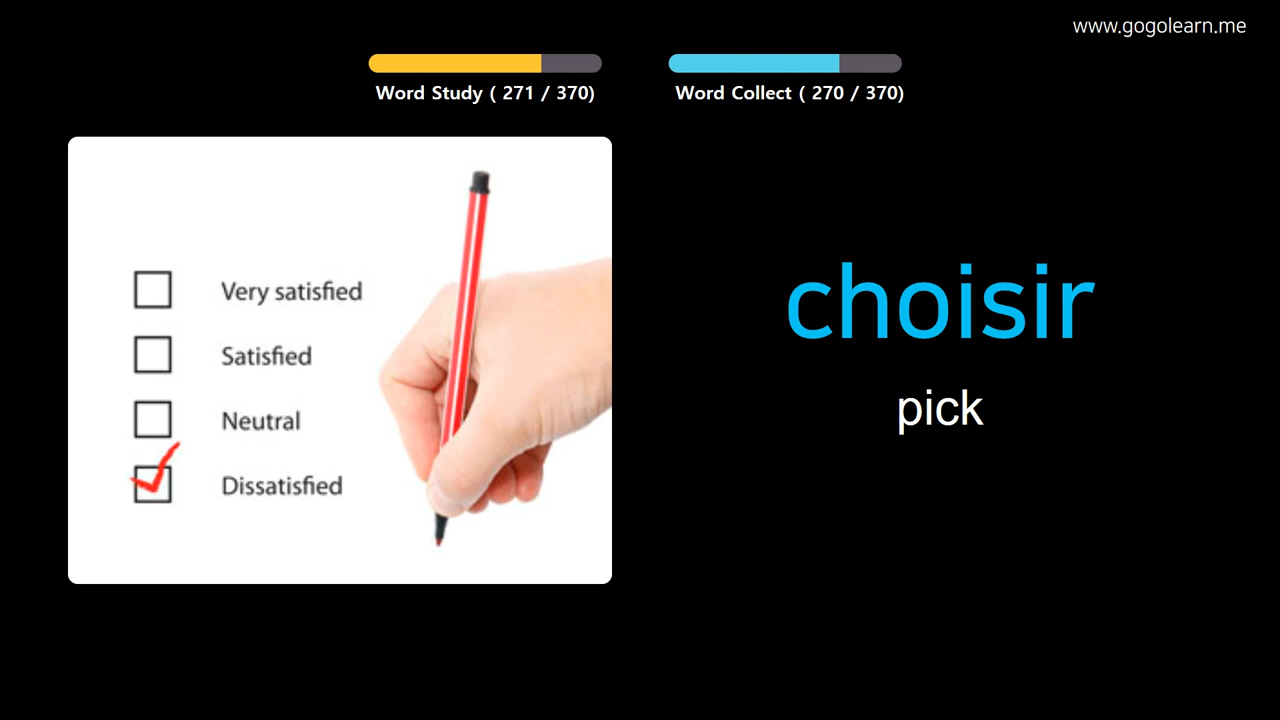 www.gogolearn.me
Word Study ( 271 / 370)
Word Collect ( 270 / 370)
Very satisfied
Satisfied
Neutral
Dissatisfied
choisir
pick